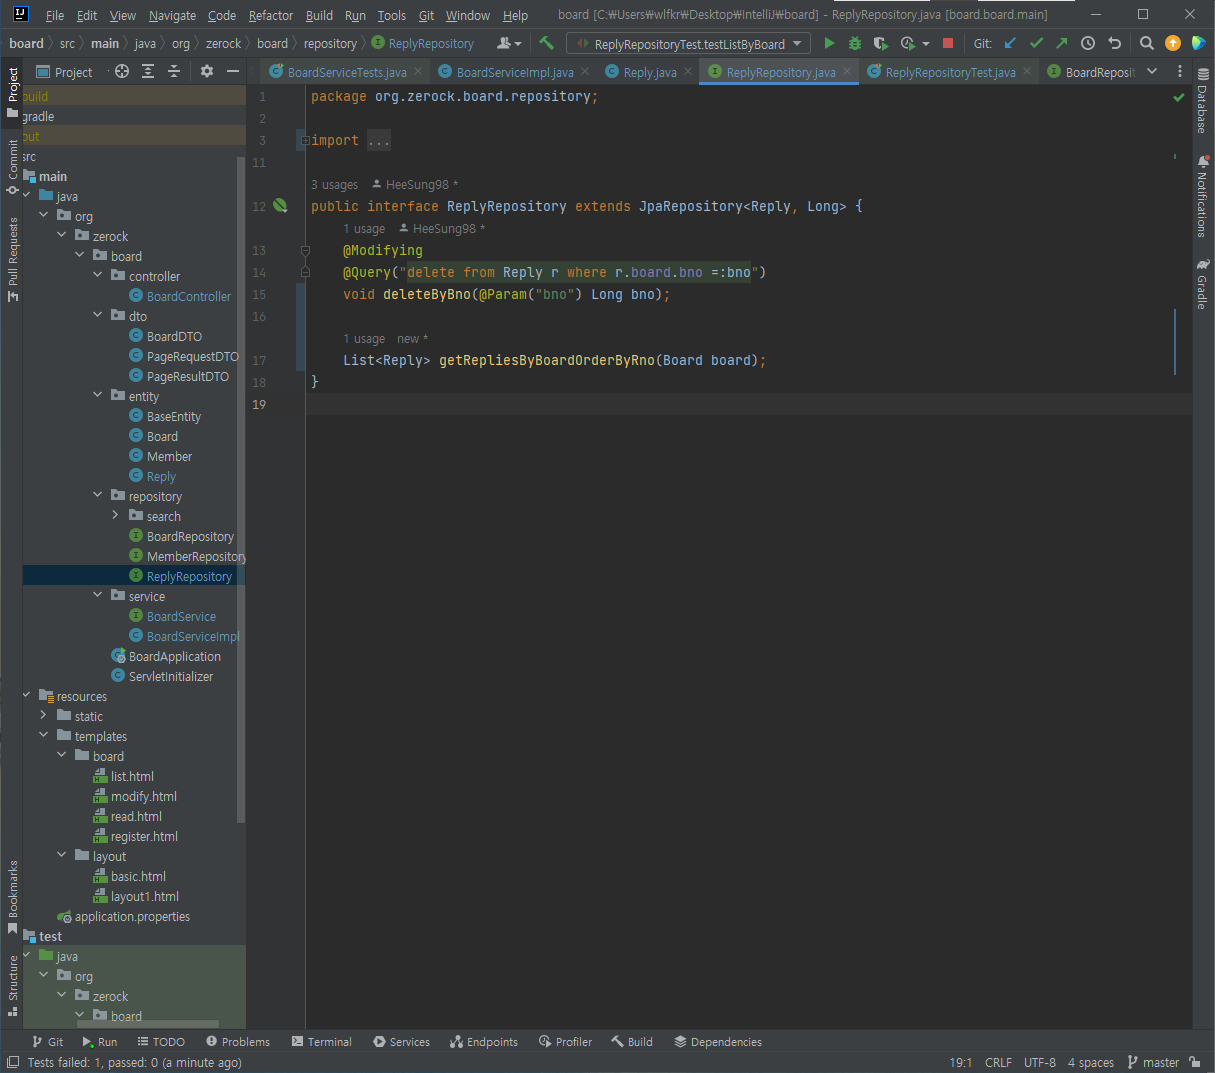 File Edit View Navigate Code Refactor Build Run Tools Git Window Help board [C:₩Users₩wlfkr₩Desktop₩IntelliJ₩board] - ReplyRepository.java [board.board.main]
board src main java org zerock board repository ReplyRepository ReplyRepositoryTest.testListByBoard Git:
Project BoardServiceTests.java BoardServiceImpl.java Reply.java ReplyRepository.java ReplyRepositoryTest.java BoardReposit
Project
Commit
Pull Requests
Bookmarks
Structure
build
gradle
out
src
main
java
org
zerock
board
controller
BoardController
dto
BoardDTO
PageRequestDTO
PageResultDTO
entity
BaseEntity
Board
Member
Reply
repository
search
BoardRepository
MemberRepository
ReplyRepository
service
BoardService
BoardServiceImpl
BoardApplication
ServletInitializer
resources
static
templates
board
list.html
modify.html
read.html
register.html
layout
basic.html
layout1.html
application.properties
test
java
org
zerock
board
1 package org.zerock.board.repository;
2
3 import ...
11
3 usages HeeSung98 *
12 public interface ReplyRepository extends JpaRepository<Reply, Long> {
1 usage HeeSung98 *
13 @Modifying
14 @Query("delete from Reply r where r.board.bno =:bno")
15 void deleteByBno(@Param("bno") Long bno);
16
1 usage new *
17 List<Reply> getRepliesByBoardOrderByRno(Board board);
18 }
19
Database
Notifications
Gradle
Git Run TODO Problems Terminal Services Endpoints Profiler Build Dependencies
Tests failed: 1, passed: 0 (a minute ago) 19:1 CRLF UTF-8 4 spaces master